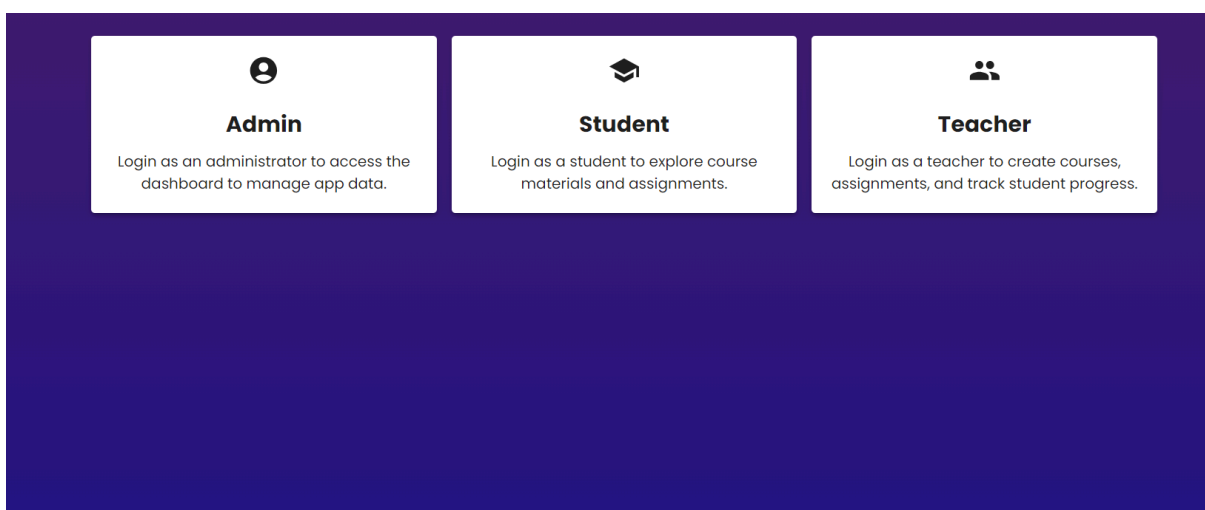 Admin
Login as an administrator to access the
dashboard to manage app data.
Student
Login as a student to explore course
materials and assignments.
Teacher
Login as a teacher to create courses,
assignments, and track student progress.